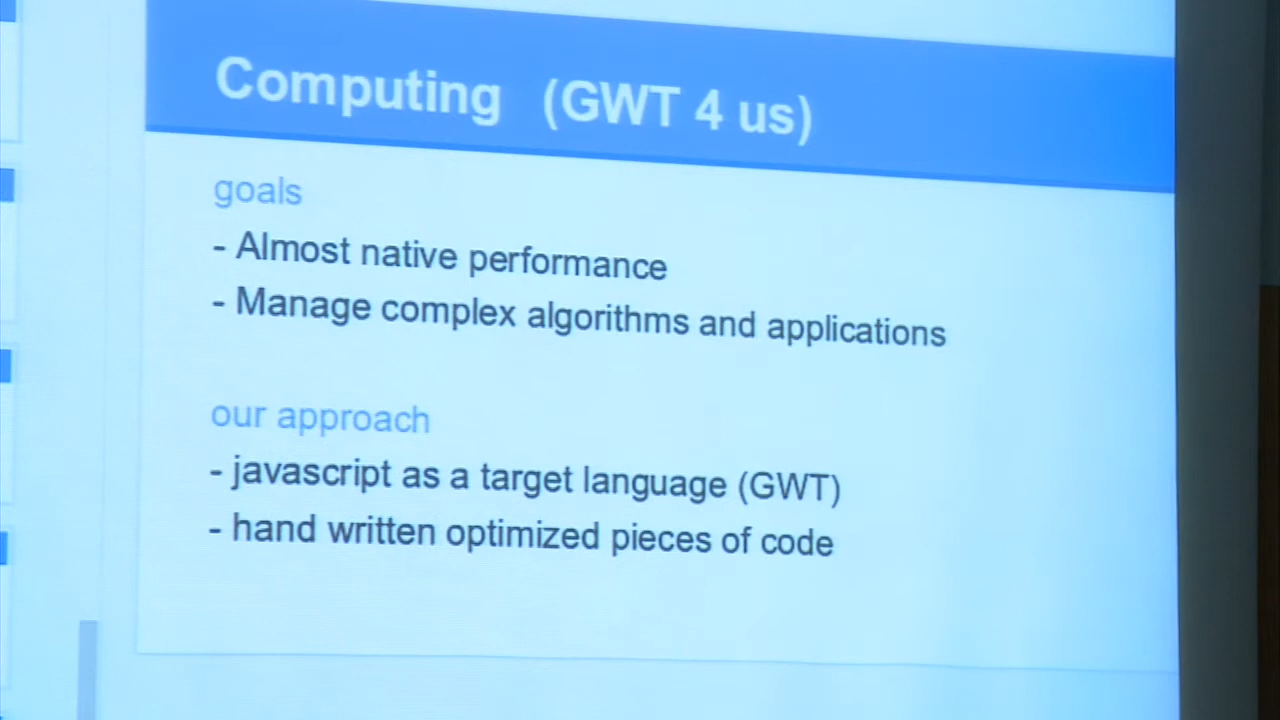 Computing (GWT 4 us)
goals
- Almost native performance
- Manage complex algorithms and applications
our approach
- javascript as a target language (GWT)
- hand written optimized pieces of code